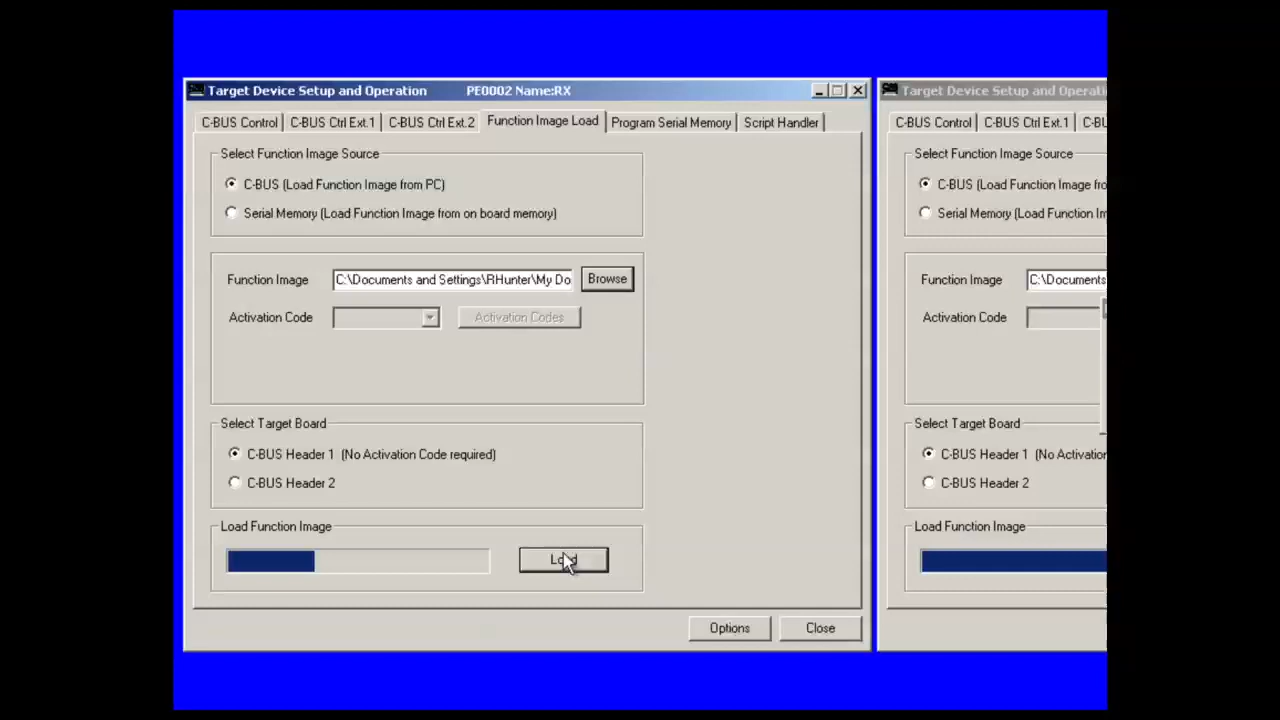 Target Device Setup and Operation PE0002 Name:RX
C-BUS Control C-BUS Ctrl Ext.1 C-BUS Ctrl Ext.2 Function Image Load Program Serial Memory Script Handler
Select Function Image Source
C-BUS (Load Function Image from PC)
Serial Memory (Load Function Image from on board memory)
Function Image C:\Documents and Settings\RHunter\My Do Browse
Activation Code Activation Codes
Select Target Board
C-BUS Header 1 (No Activation Code required)
C-BUS Header 2
Load Function Image
Load
Options Close
Target Device Setup and Operati
C-BUS Control C-BUS Ctrl Ext.1 C-BU
Select Function Image Source
C-BUS (Load Function Image fro
Serial Memory (Load Function Im
Function Image C:\Documents
Activation Code
Select Target Board
C-BUS Header 1 (No Activation
C-BUS Header 2
Load Function Image